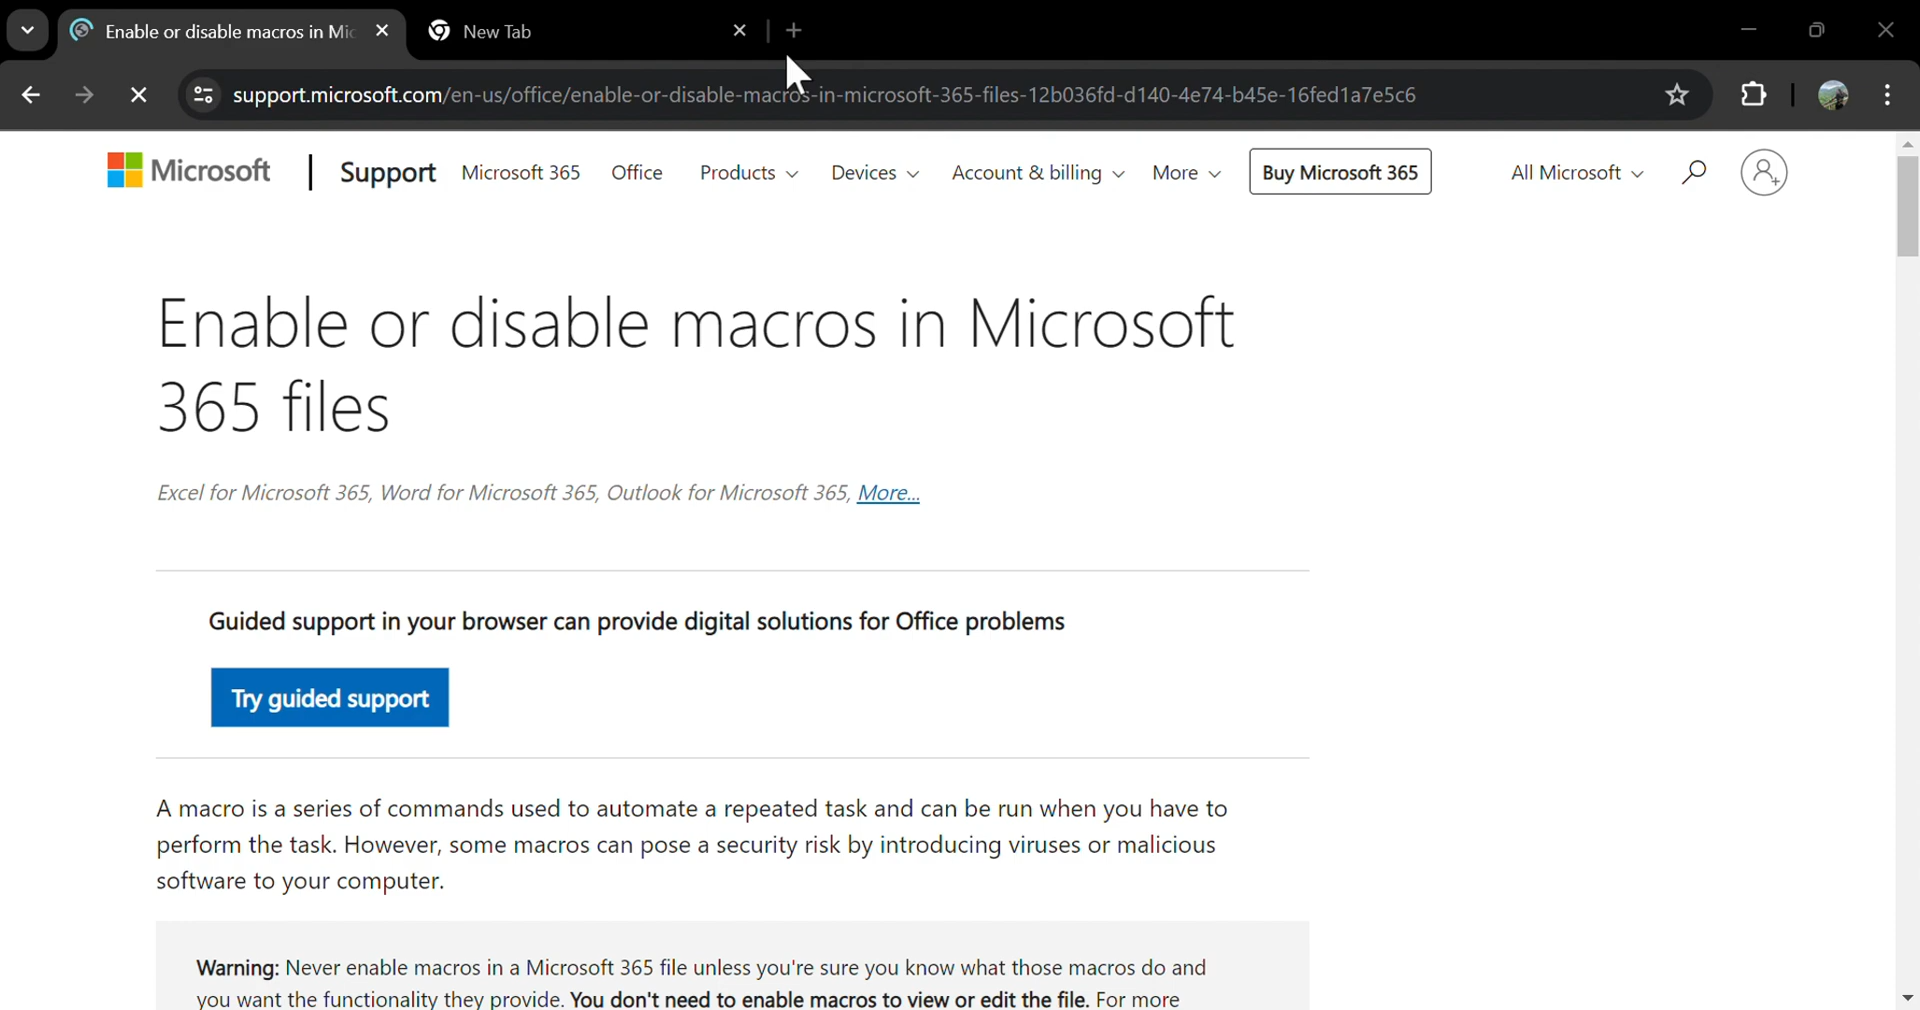 Enable or disable macros in Mic
New Tab
support.microsoft.com/en-us/office/enable-or-disable-macros-in-microsoft-365-files-12b036fd-d140-4e74-b45e-16fed1a7e5c6
Microsoft
Support
Microsoft 365
Office
Products
Devices
Account & billing
More
Buy Microsoft 365
All Microsoft
Enable or disable macros in Microsoft
365 files
Excel for Microsoft 365, Word for Microsoft 365, Outlook for Microsoft 365, More...
Guided support in your browser can provide digital solutions for Office problems
Try guided support
A macro is a series of commands used to automate a repeated task and can be run when you have to
perform the task. However, some macros can pose a security risk by introducing viruses or malicious
software to your computer.
Warning: Never enable macros in a Microsoft 365 file unless you're sure you know what those macros do and
you want the functionality they provide. You don't need to enable macros to view or edit the file. For more